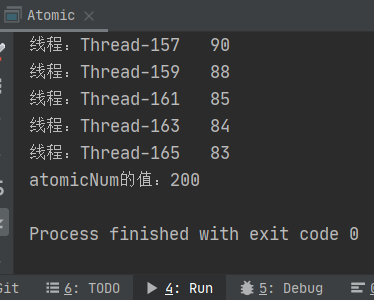 Atomic
线程：Thread-157 90
线程：Thread-159 88
线程：Thread-161 85
线程：Thread-163 84
线程：Thread-165 83
atomicNum的值：200
Process finished with exit code 0
Git 6: TODO 4: Run 5: Debug